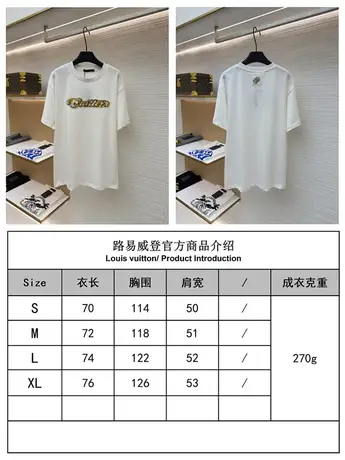 Vuitton
路易威登官方商品介绍
Louis vuitton/ Product Introduction
Size 衣长 胸围 肩宽 / 成衣克重
S 70 114 50 /
M 72 118 51 /
L 74 122 52 / 270g
XL 76 126 53 /
/